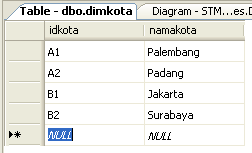 Table - dbo.dimkota Diagram - STM...es.D
idkota namakota
A1 Palembang
A2 Padang
B1 Jakarta
B2 Surabaya
NULL NULL